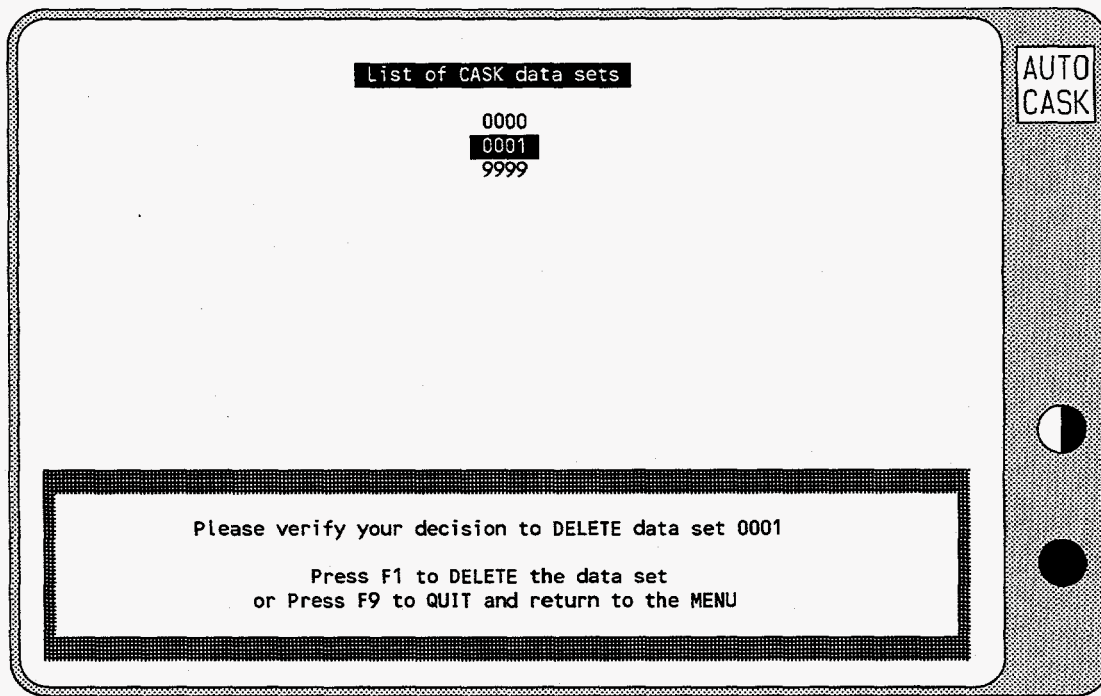 List of CASK data sets
AUTO
CASK
0000
0001
9999
Please verify your decision to DELETE data set 0001
Press F1 to DELETE the data set
or Press F9 to QUIT and return to the MENU